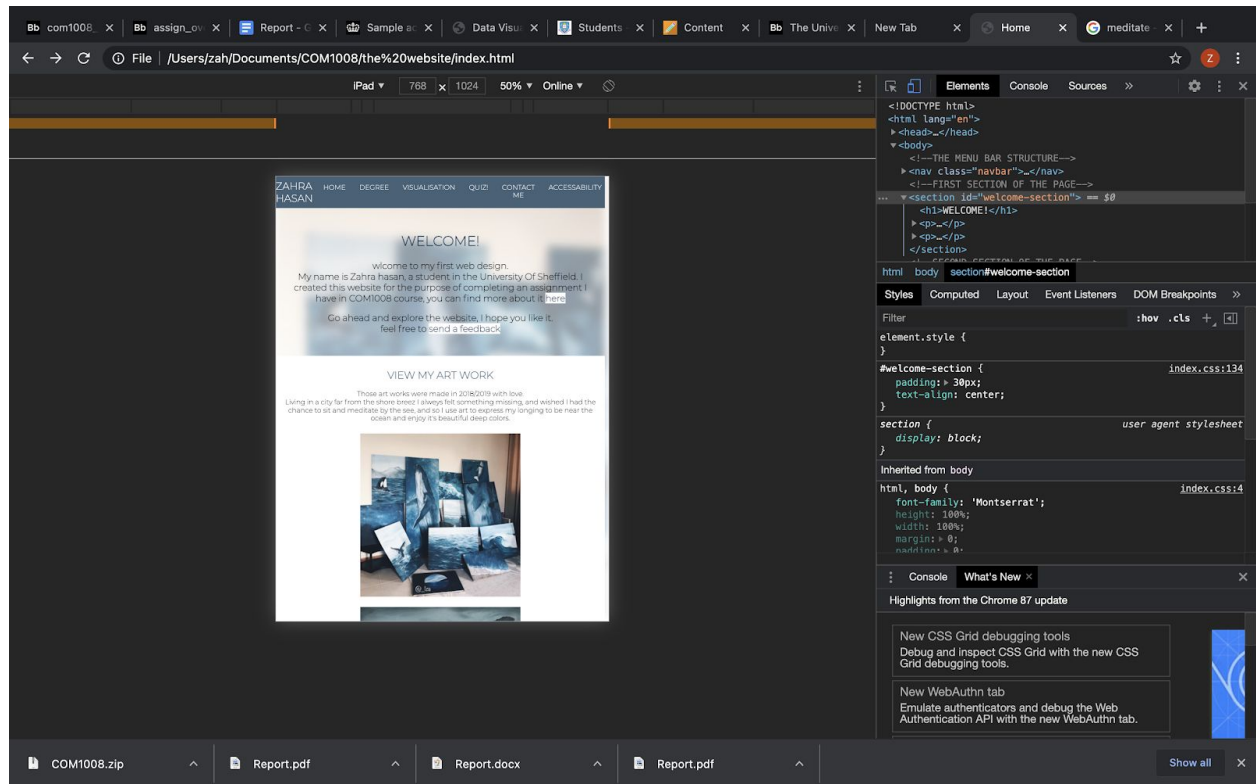 Bb com1008_ × Bb assign_ov × Report - G × Sample ac × Data Visu × Students × Content × Bb The Unive × New Tab × Home × meditate - × +
← → File | /Users/zah/Documents/COM1008/the%20website/index.html Z
iPad ▼ 768 x 1024 50% ▼ Online ▼
Elements Console Sources »
<!DOCTYPE html>
<html lang="en">
▶<head>…</head>
▼<body>
<!--THE MENU BAR STRUCTURE-->
▶<nav class="navbar">…</nav>
<!--FIRST SECTION OF THE PAGE-->
… ▼<section id="welcome-section"> == $0
<h1>WELCOME!</h1>
▶<p>…</p>
▶<p>…</p>
</section>
<!--SECOND SECTION OF THE PAGE-->
html body section#welcome-section
Styles Computed Layout Event Listeners DOM Breakpoints »
Filter :hov .cls +
element.style {
}
#welcome-section { index.css:134
padding:▶ 30px;
text-align: center;
}
section { user agent stylesheet
display: block;
}
Inherited from body
html, body { index.css:4
font-family: 'Montserrat';
height: 100%;
width: 100%;
margin:▶ 0;
padding:▶ 0;
Console What's New ×
Highlights from the Chrome 87 update
New CSS Grid debugging tools
Debug and inspect CSS Grid with the new CSS
Grid debugging tools.
New WebAuthn tab
Emulate authenticators and debug the Web
Authentication API with the new WebAuthn tab.
ZAHRA HOME DEGREE VISUALISATION QUIZ! CONTACT ACCESSABILITY
HASAN ME
WELCOME!
wlcome to my first web design.
My name is Zahra hasan, a student in the University Of Sheffield. I
created this website for the purpose of completing an assignment I
have in COM1008 course, you can find more about it here
Go ahead and explore the website, I hope you like it.
feel free to send a feedback
VIEW MY ART WORK
Those art works were made in 2018/2019 with love
Living in a city far from the shore breez I always felt something missing, and wished I had the
chance to sit and meditate by the see, and so I use art to express my longing to be near the
ocean and enjoy it's beautiful deep colors.
COM1008.zip Report.pdf Report.docx Report.pdf Show all ×